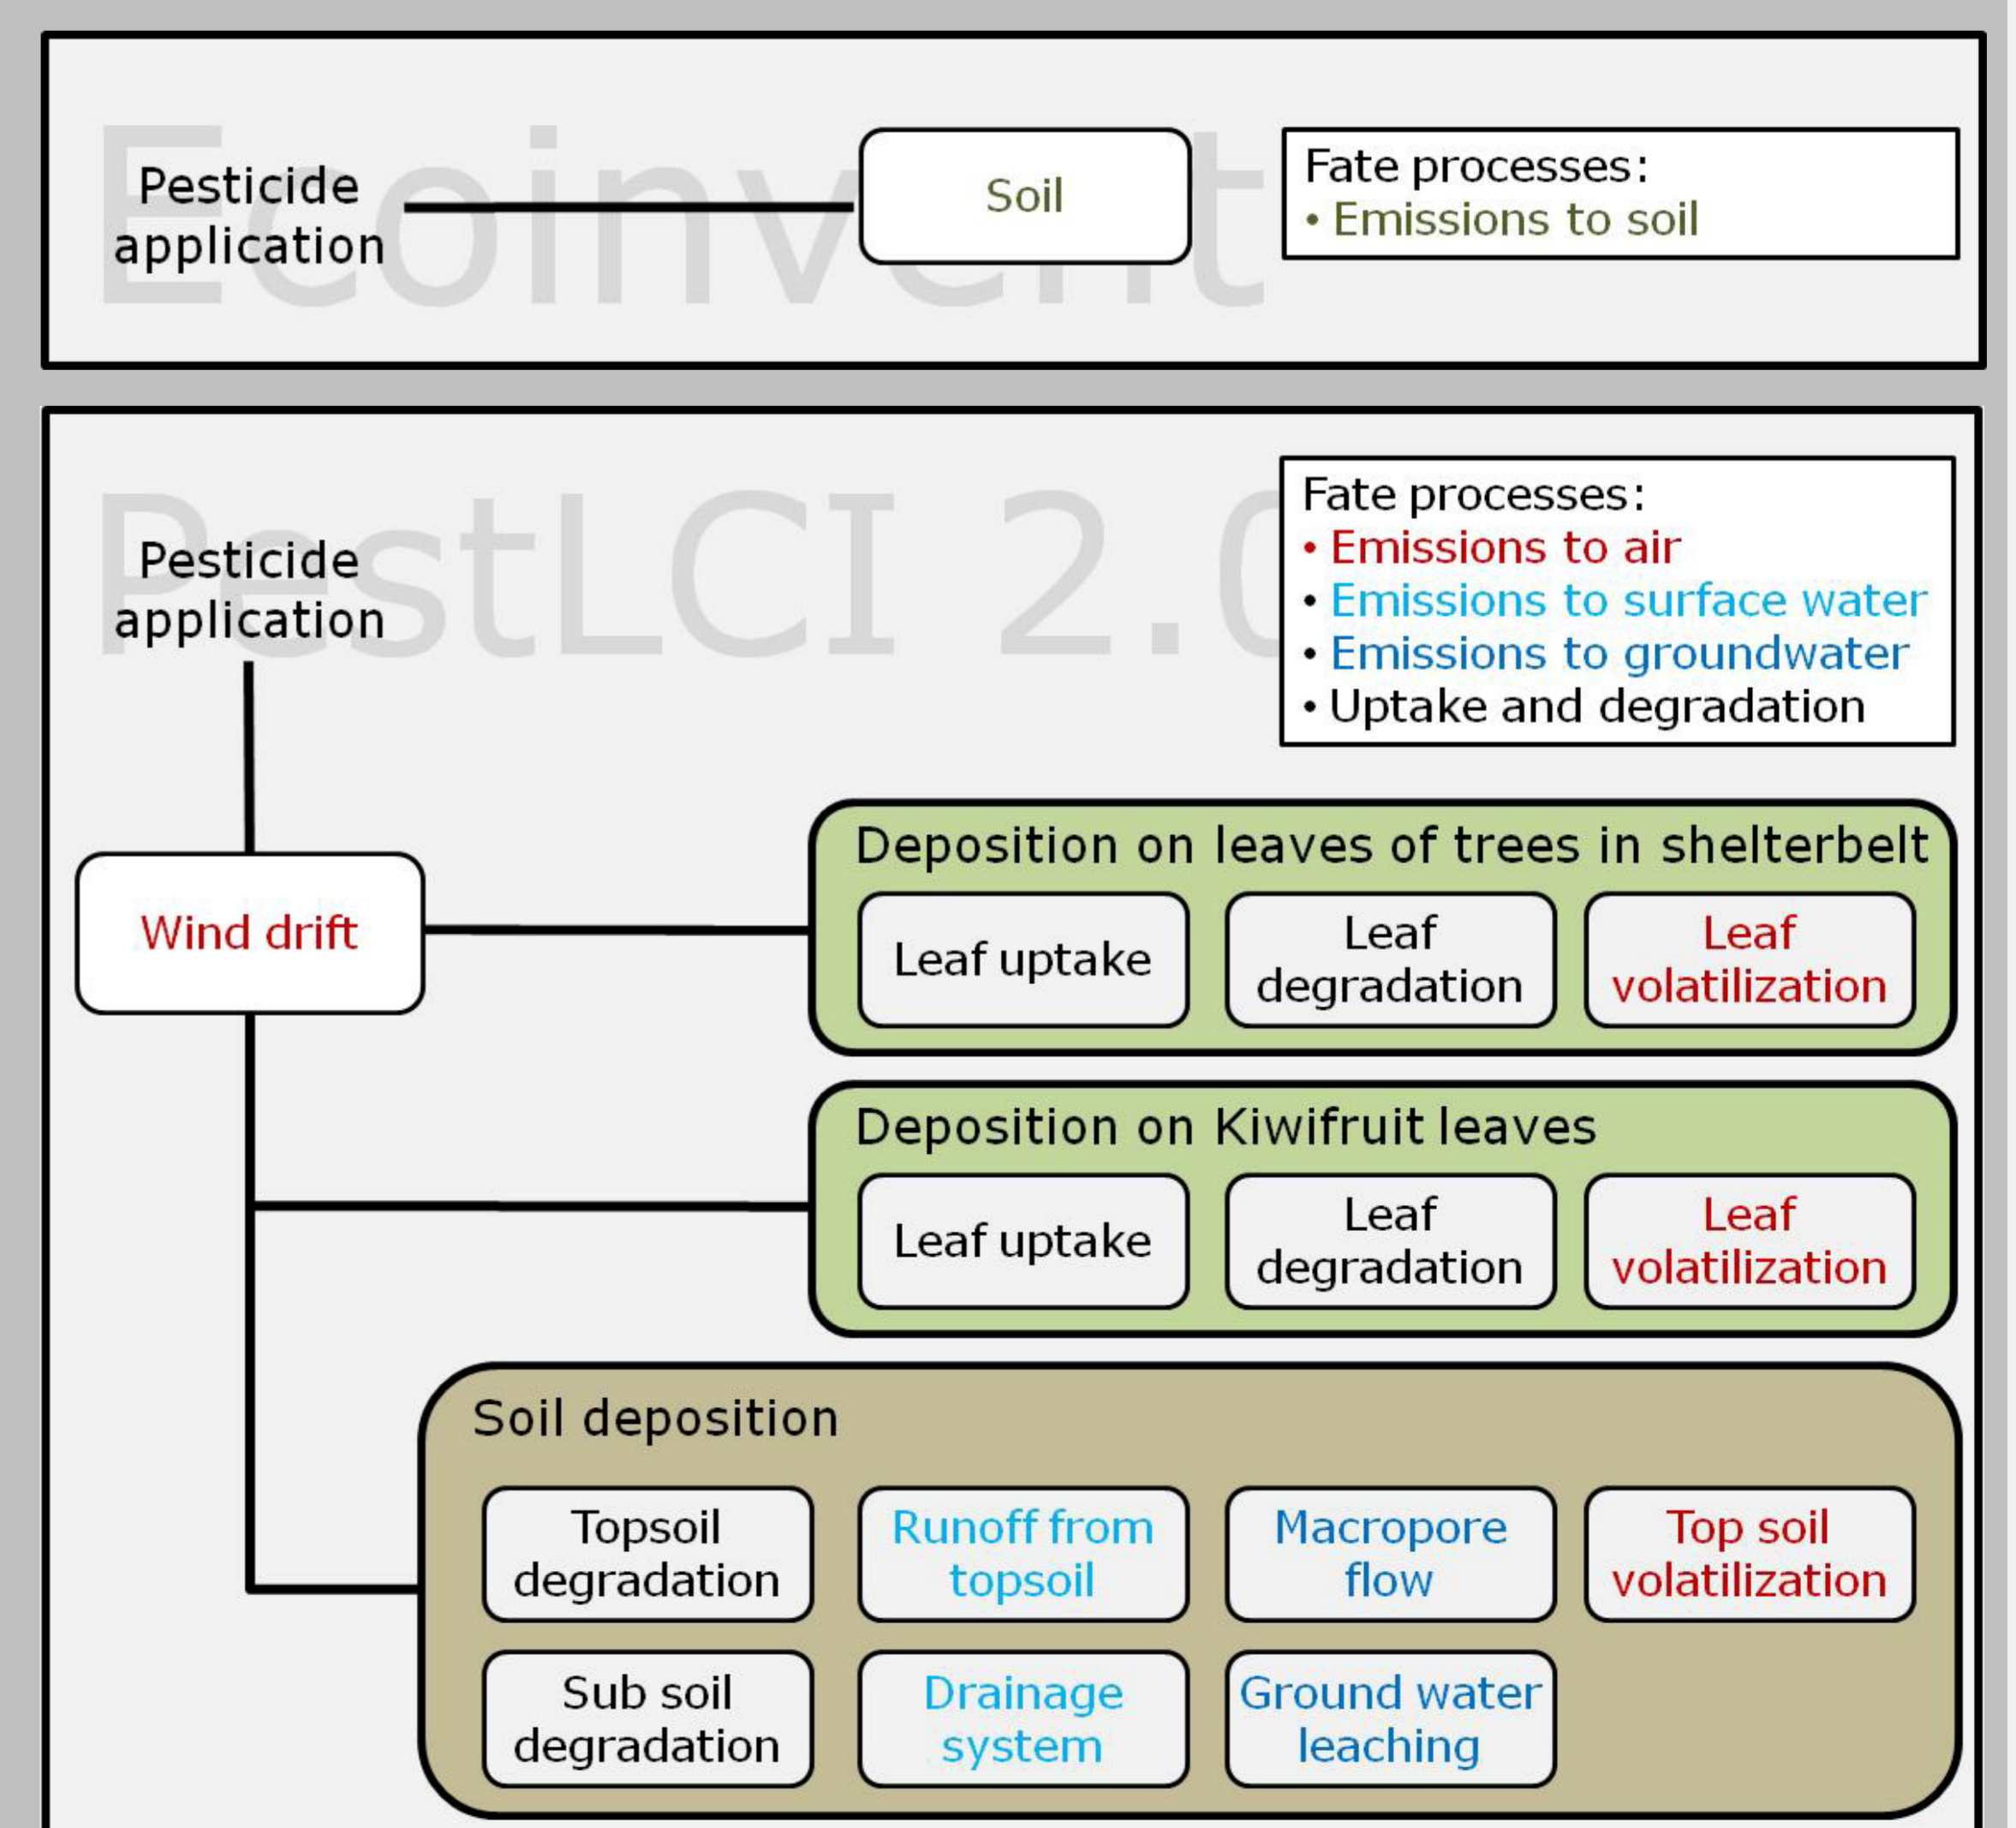 Ecoinvent
Pesticide
application
Soil
Fate processes:
• Emissions to soil
PestLCI 2.0
Pesticide
application
Fate processes:
• Emissions to air
• Emissions to surface water
• Emissions to groundwater
• Uptake and degradation
Wind drift
Deposition on leaves of trees in shelterbelt
Leaf uptake
Leaf
degradation
Leaf
volatilization
Deposition on Kiwifruit leaves
Leaf uptake
Leaf
degradation
Leaf
volatilization
Soil deposition
Topsoil
degradation
Runoff from
topsoil
Macropore
flow
Top soil
volatilization
Sub soil
degradation
Drainage
system
Ground water
leaching